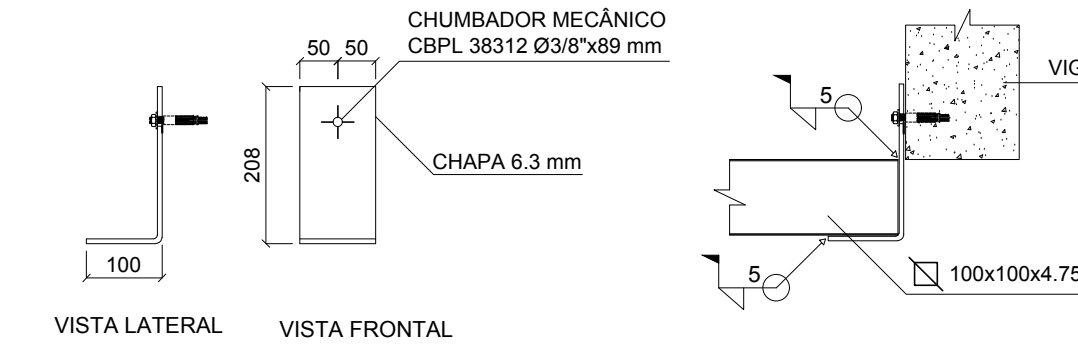 CHUMBADOR MECÂNICO
CBPL 38312 Ø3/8"x89 mm
50 50
208
CHAPA 6.3 mm
100
VISTA LATERAL
VISTA FRONTAL
5
5
100x100x4.75